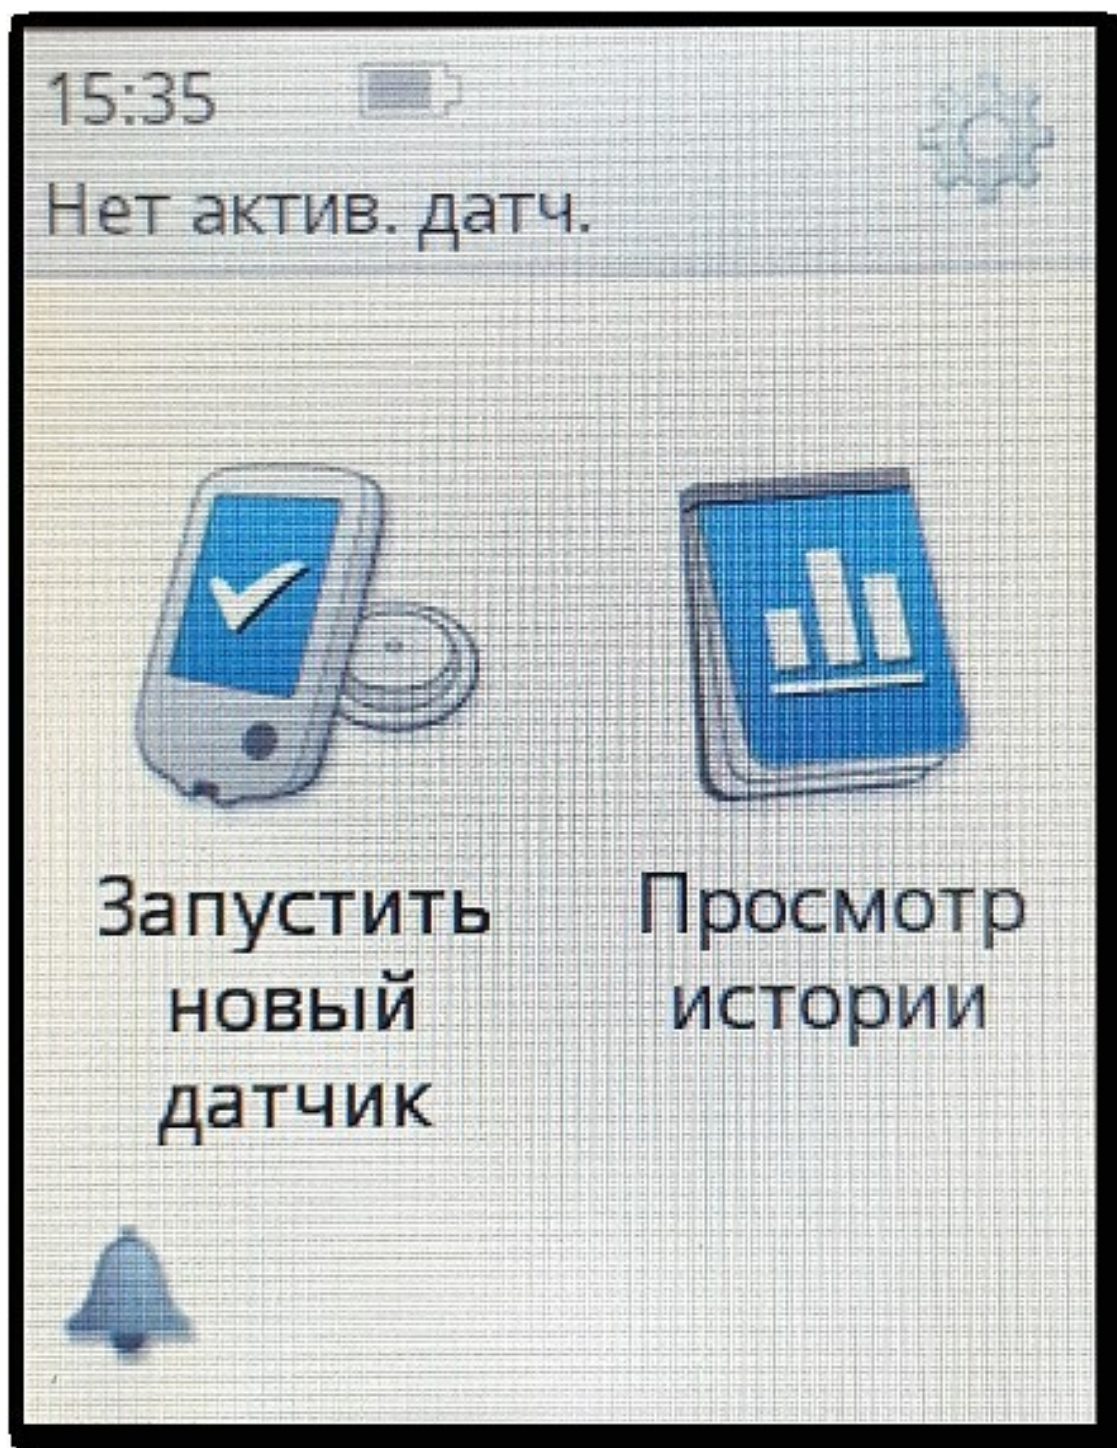 15:35
Нет актив. датч.
Запустить
новый
датчик
Просмотр
истории